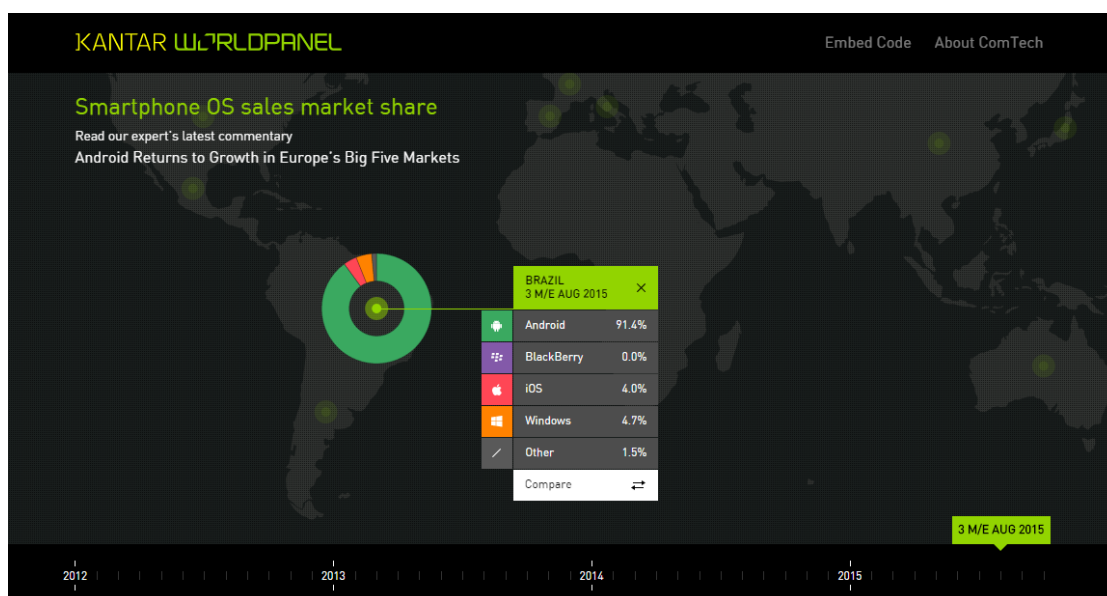 KANTAR WORLDPANEL
Embed Code About ComTech
Smartphone OS sales market share
Read our expert's latest commentary
Android Returns to Growth in Europe's Big Five Markets
BRAZIL
3 M/E AUG 2015
Android 91.4%
BlackBerry 0.0%
iOS 4.0%
Windows 4.7%
Other 1.5%
Compare
3 M/E AUG 2015
2012 2013 2014 2015